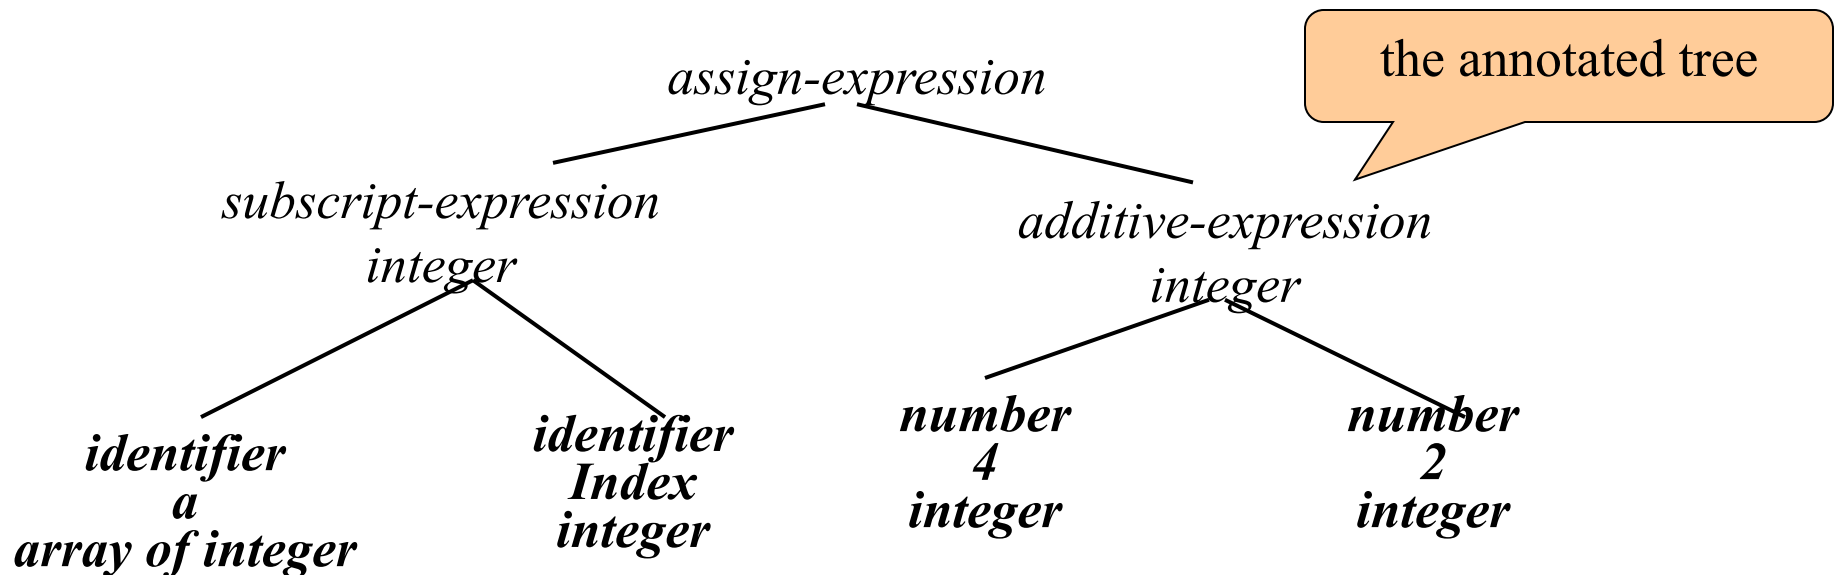 the annotated tree
assign-expression
subscript-expression
integer
additive-expression
integer
identifier
a
array of integer
identifier
Index
integer
number
4
integer
number
2
integer